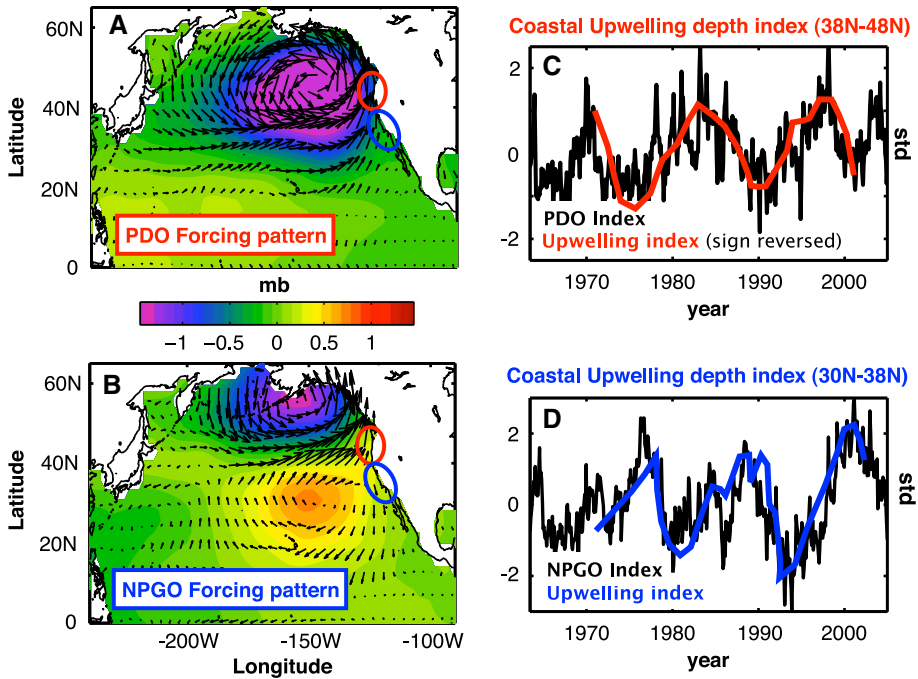 A
60N
40N
20N
0
Latitude
PDO Forcing pattern
mb
−1
−0.5
0
0.5
1
B
60N
40N
20N
0
Latitude
NPGO Forcing pattern
-200W
-150W
-100W
Longitude
Coastal Upwelling depth index (38N-48N)
C
2
0
-2
std
PDO Index
Upwelling index (sign reversed)
1970
1980
1990
2000
year
Coastal Upwelling depth index (30N-38N)
D
2
0
-2
std
NPGO Index
Upwelling index
1970
1980
1990
2000
year